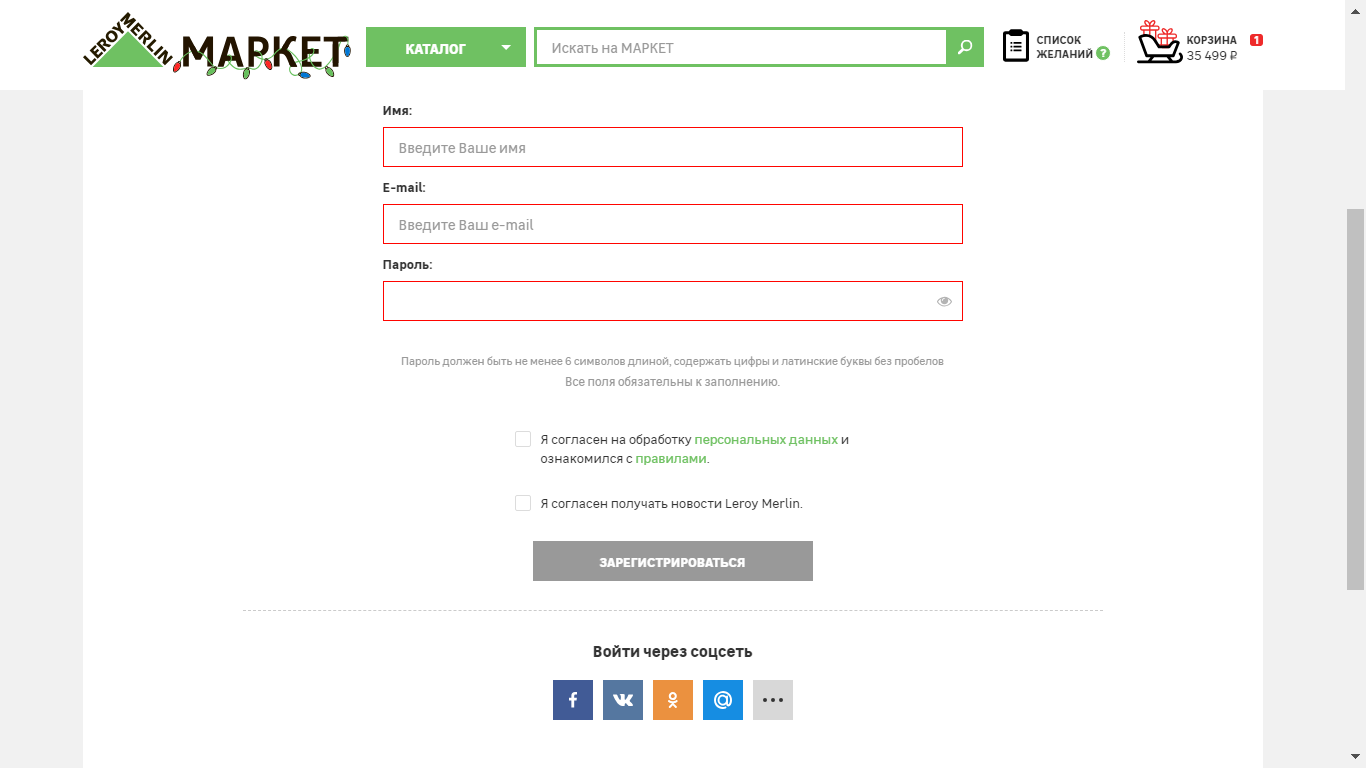 LEROY MERLIN
МАРКЕТ
КАТАЛОГ
Искать на МАРКЕТ
СПИСОК
ЖЕЛАНИЙ ?
КОРЗИНА 1
35 499 ₽
Имя:
Введите Ваше имя
E-mail:
Введите Ваш e-mail
Пароль:
Пароль должен быть не менее 6 символов длиной, содержать цифры и латинские буквы без пробелов
Все поля обязательны к заполнению.
Я согласен на обработку персональных данных и
ознакомился с правилами.
Я согласен получать новости Leroy Merlin.
ЗАРЕГИСТРИРОВАТЬСЯ
Войти через соцсеть